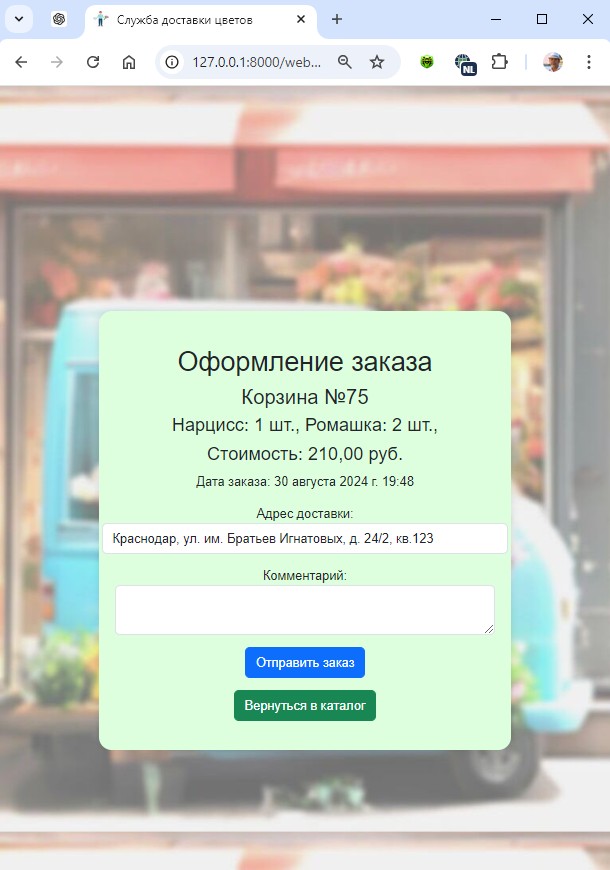 Служба доставки цветов
127.0.0.1:8000/web...
NL
Оформление заказа
Корзина №75
Нарцисс: 1 шт., Ромашка: 2 шт.,
Стоимость: 210,00 руб.
Дата заказа: 30 августа 2024 г. 19:48
Адрес доставки:
Краснодар, ул. им. Братьев Игнатовых, д. 24/2, кв.123
Комментарий:
Отправить заказ
Вернуться в каталог